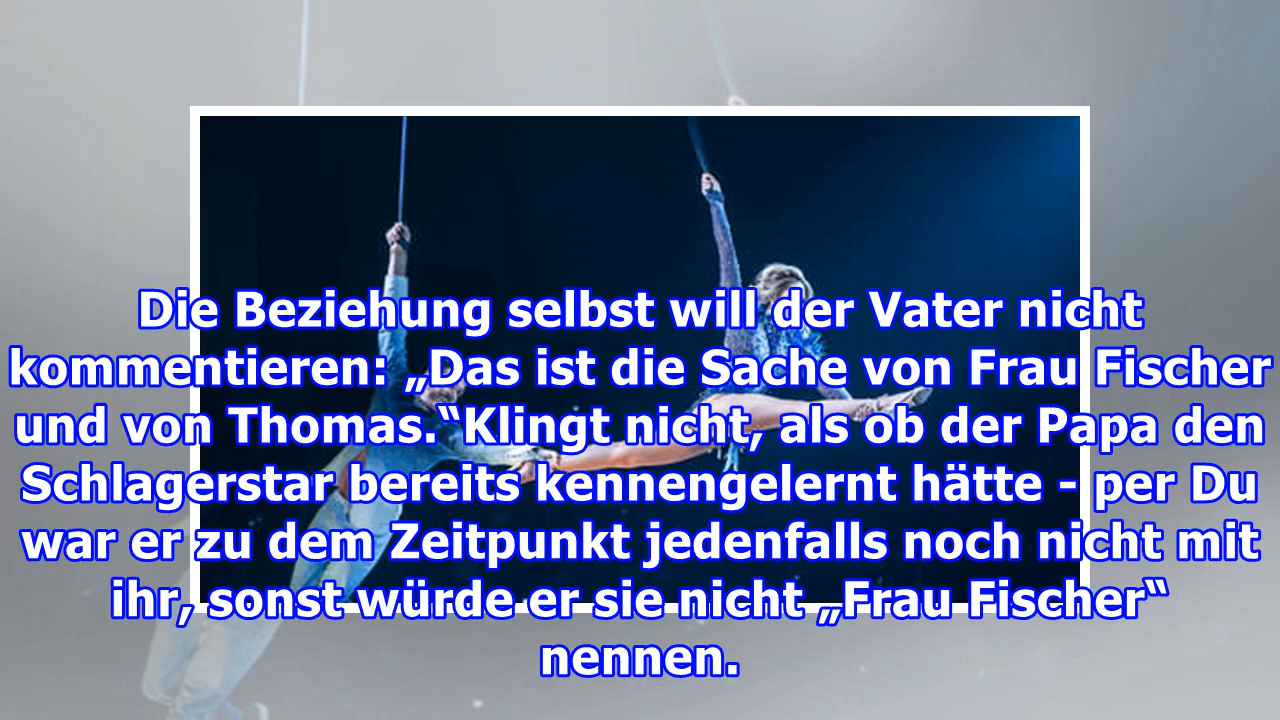 Die Beziehung selbst will der Vater nicht
kommentieren: „Das ist die Sache von Frau Fischer
und von Thomas.“Klingt nicht, als ob der Papa den
Schlagerstar bereits kennengelernt hätte - per Du
war er zu dem Zeitpunkt jedenfalls noch nicht mit
ihr, sonst würde er sie nicht „Frau Fischer“
nennen.